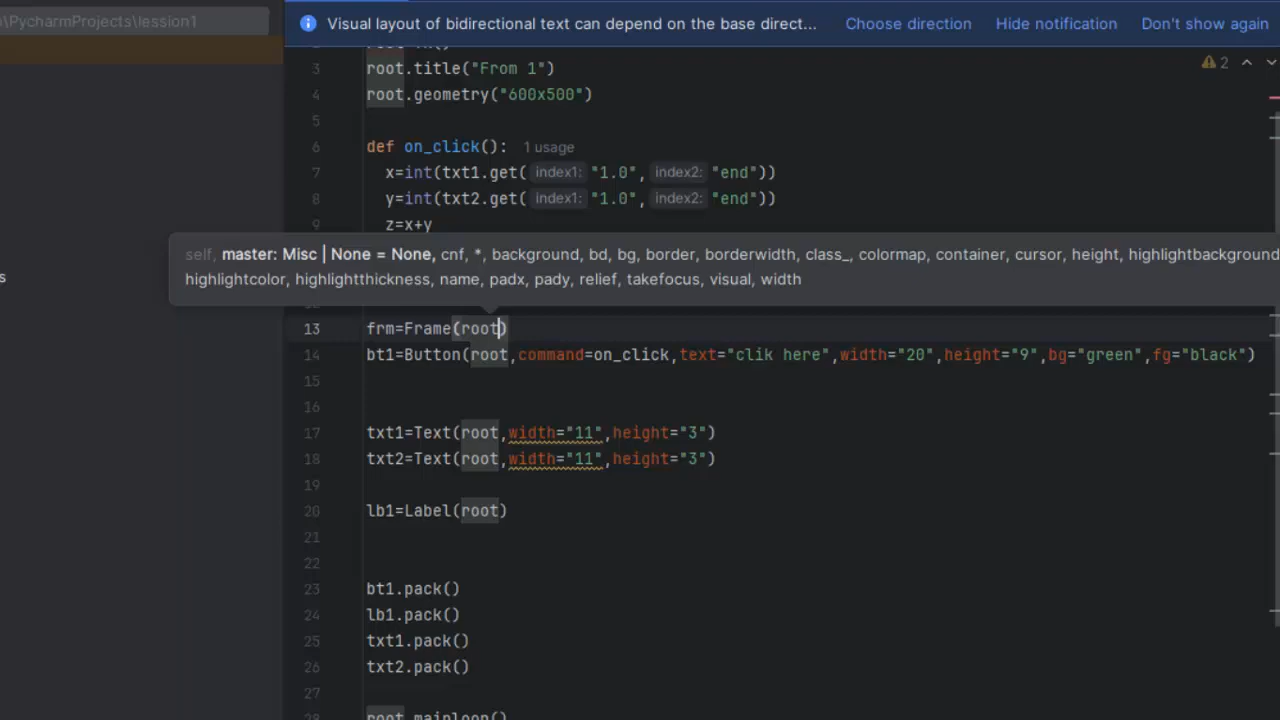 \PycharmProjects\lession1
Visual layout of bidirectional text can depend on the base direct... Choose direction Hide notification Don't show again
2
3 root.title("From 1")
4 root.geometry("600x500")
5
6 def on_click(): 1 usage
7 x=int(txt1.get( index1: "1.0", index2: "end"))
8 y=int(txt2.get( index1: "1.0", index2: "end"))
9 z=x+y
self, master: Misc | None = None, cnf, *, background, bd, bg, border, borderwidth, class_, colormap, container, cursor, height, highlightbackground
highlightcolor, highlightthickness, name, padx, pady, relief, takefocus, visual, width
s
13 frm=Frame(root)
14 bt1=Button(root,command=on_click,text="clik here",width="20",height="9",bg="green",fg="black")
15
16
17 txt1=Text(root,width="11",height="3")
18 txt2=Text(root,width="11",height="3")
19
20 lb1=Label(root)
21
22
23 bt1.pack()
24 lb1.pack()
25 txt1.pack()
26 txt2.pack()
27
28 root.mainloop()